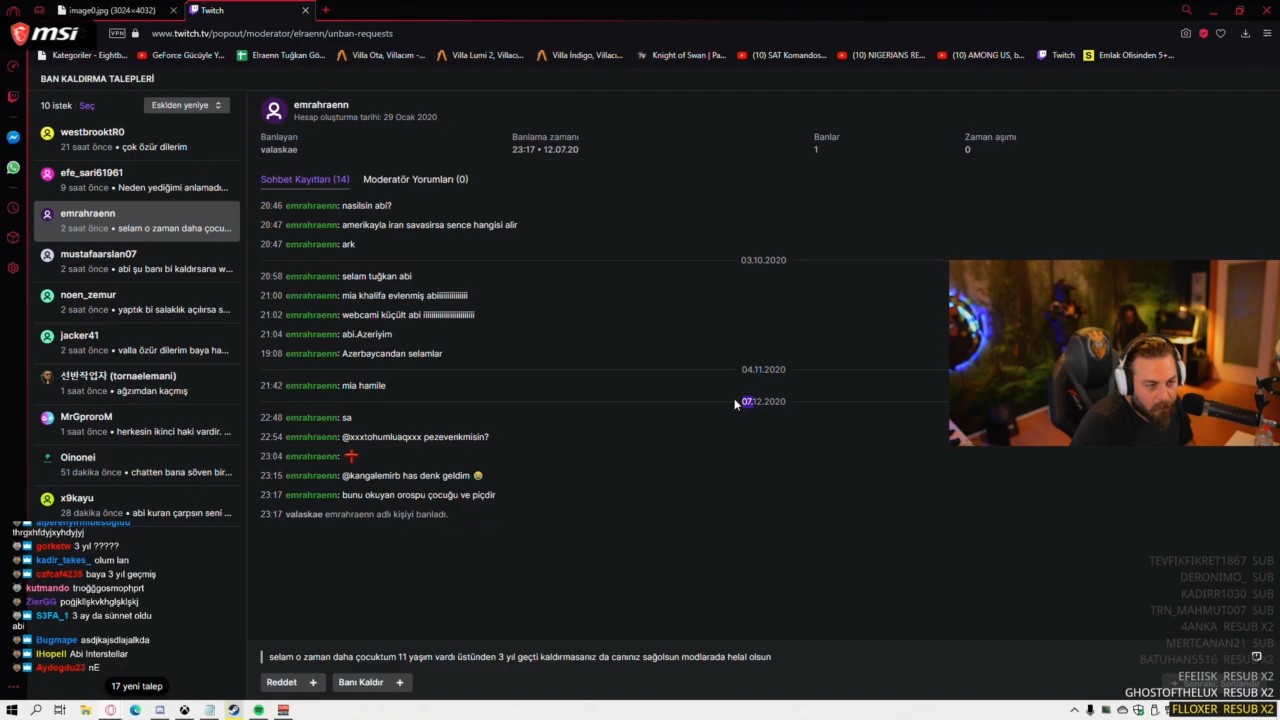 image0.jpg (3024×4032)
Twitch
msi
VPN
www.twitch.tv/popout/moderator/elraenn/unban-requests
Kategoriler - Eightb...
GeForce Gücüyle Y...
Elraenn Tuğkan Gö...
Villa Ota, Villacım -...
Villa Lumi 2, Villacı...
Villa İndigo, Villacı...
Knight of Swan | Pa...
(10) SAT Komandos...
(10) NIGERIANS RE...
(10) AMONG US, b...
Twitch
Emlak Ofisinden 5+...
BAN KALDIRMA TALEPLERİ
10 istek Seç
Eskiden yeniye
westbrooktR0
21 saat önce • çok özür dilerim
efe_sari61961
9 saat önce • Neden yediğimi anlamadı...
emrahraenn
2 saat önce • selam o zaman daha çocu...
mustafaarslan07
2 saat önce • abi şu banı bi kaldırsana w...
noen_zemur
2 saat önce • yaptık bi salaklık açılırsa s...
jacker41
2 saat önce • valla özür dilerim baya ha...
선반작업자 (tornaelemani)
1 saat önce • ağzımdan kaçmış
MrGproroM
1 saat önce • herkesin ikinci haki vardir. ...
Oinonei
51 dakika önce • chatten bana söven bir...
x9kayu
28 dakika önce • abi kuran çarpsın seni ...
thrgxhfdyjxyhdyjyj
gorketw 3 yıl ?????
kadir_tekes_ olum lan
cafcaf4235 baya 3 yıl geçmiş
kutmando trıoğğgosmophprt
ZierGG poğjklişkvkhglşklşkj
S3FA_1 3 ay da sünnet oldu
abi
Bugmape asdjkajsdlajalkda
IHopeII Abi Interstellar
Aydogdu23 nE
17 yeni talep
emrahraenn
Hesap oluşturma tarihi: 29 Ocak 2020
Banlayan
valaskae
Banlama zamanı
23:17 • 12.07.20
Banlar
1
Zaman aşımı
0
Sohbet Kayıtları (14)
Moderatör Yorumları (0)
20:46 emrahraenn: nasilsin abi?
20:47 emrahraenn: amerikayla iran savasirsa sence hangisi alir
20:47 emrahraenn: ark
03.10.2020
20:58 emrahraenn: selam tuğkan abi
21:00 emrahraenn: mia khalifa evlenmiş abiiiiiiiiiiiiiii
21:02 emrahraenn: webcami küçült abi iiiiiiiiiiiiiiiiiiiiiiiii
21:04 emrahraenn: abi.Azeriyim
19:08 emrahraenn: Azerbaycandan selamlar
04.11.2020
21:42 emrahraenn: mia hamile
07.12.2020
22:48 emrahraenn: sa
22:54 emrahraenn: @xxxtohumluaqxxx pezevenkmisin?
23:04 emrahraenn:
23:15 emrahraenn: @kangalemirb has denk geldim 😂
23:17 emrahraenn: bunu okuyan orospu çocuğu ve piçdir
23:17 valaskae emrahraenn adlı kişiyi banladı.
selam o zaman daha çocuktum 11 yaşım vardı üstünden 3 yıl geçti kaldırmasanız da canınız sağolsun modlarada helal olsun
Reddet +
Banı Kaldır +
TEVFIKFIKRET1867 SUB
DERONIMO_ SUB
KADIRR1030 SUB
TRN_MAHMUT007 SUB
4ANKA RESUB X2
MERTCANAN21 SUB
BATUHAN5516 RESUB X2
EFEIISK RESUB X2
GHOSTOFTHELUX RESUB X2
FLLOXER RESUB X2